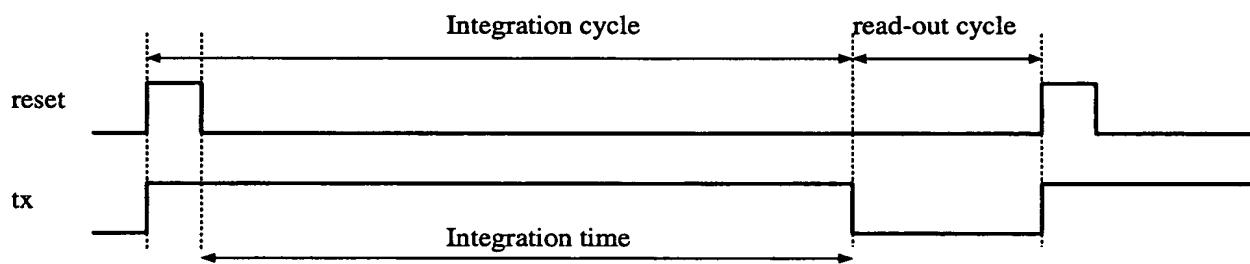 Integration cycle
read-out cycle
reset
tx
Integration time